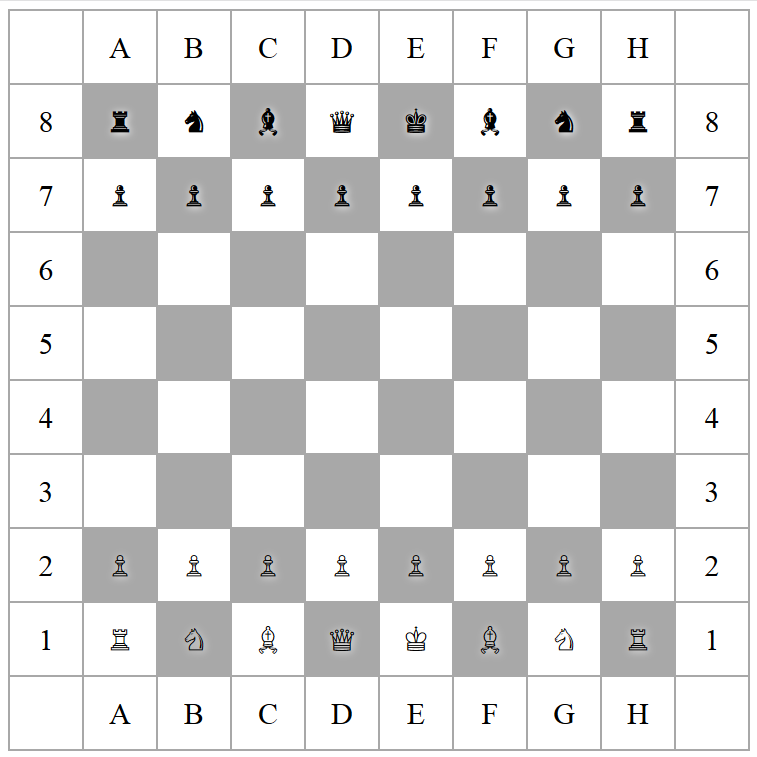 A B C D E F G H
8 ♜ ♞ ♝ ♛ ♚ ♝ ♞ ♜ 8
7 ♟ ♟ ♟ ♟ ♟ ♟ ♟ ♟ 7
6 6
5 5
4 4
3 3
2 ♙ ♙ ♙ ♙ ♙ ♙ ♙ ♙ 2
1 ♖ ♘ ♗ ♕ ♔ ♗ ♘ ♖ 1
A B C D E F G H